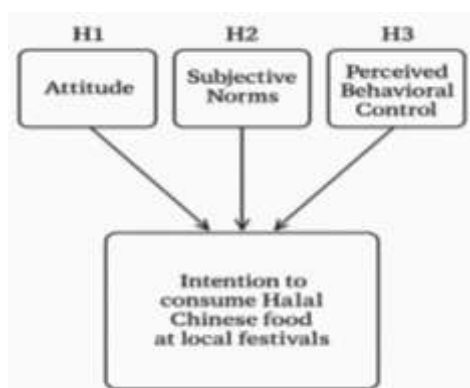 H1
H2
H3
Attitude
Subjective
Norms
Perceived
Behavioral
Control
Intention to
consume Halal
Chinese food
at local festivals